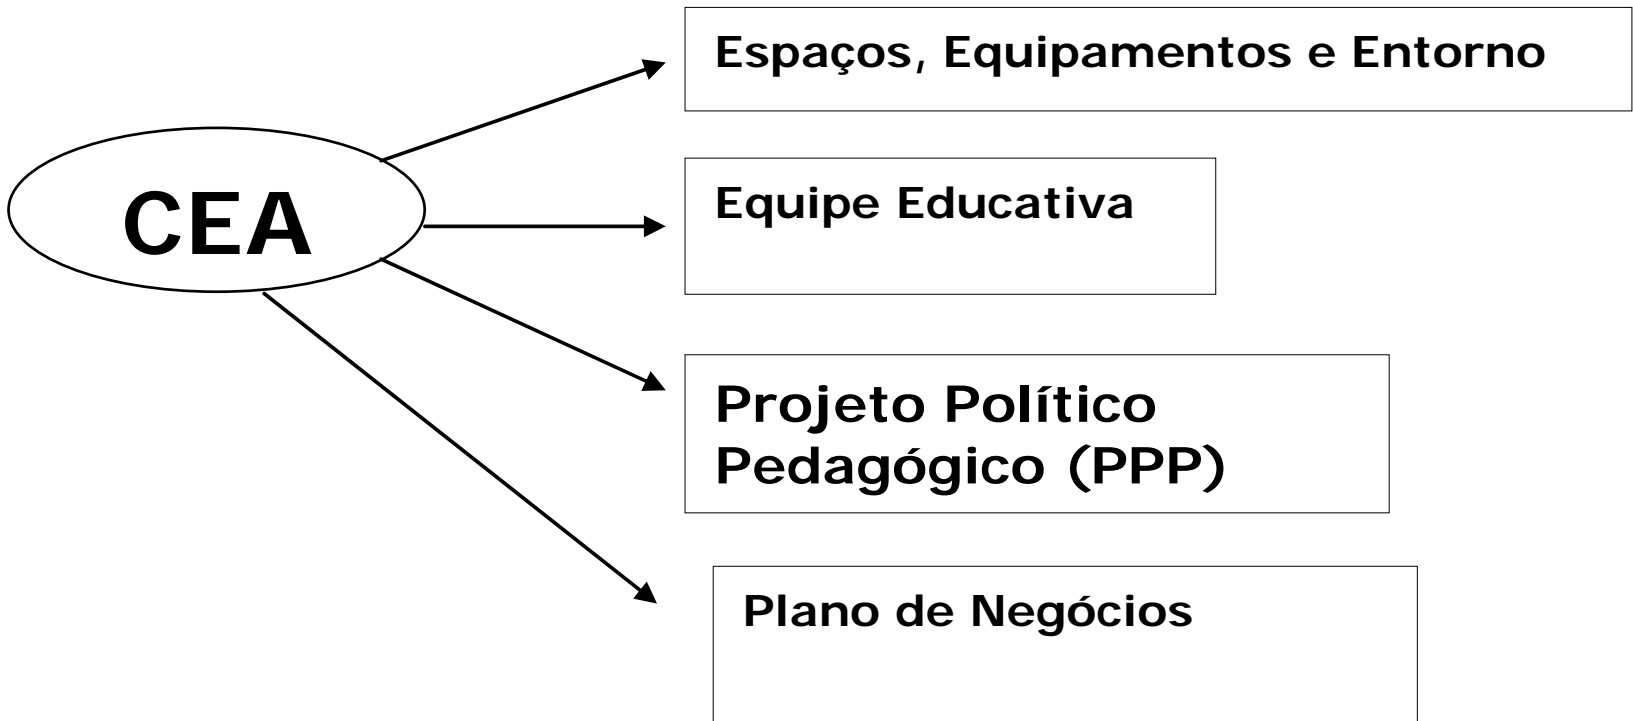 Espaços, Equipamentos e Entorno
CEA
Equipe Educativa
Projeto Político
Pedagógico (PPP)
Plano de Negócios